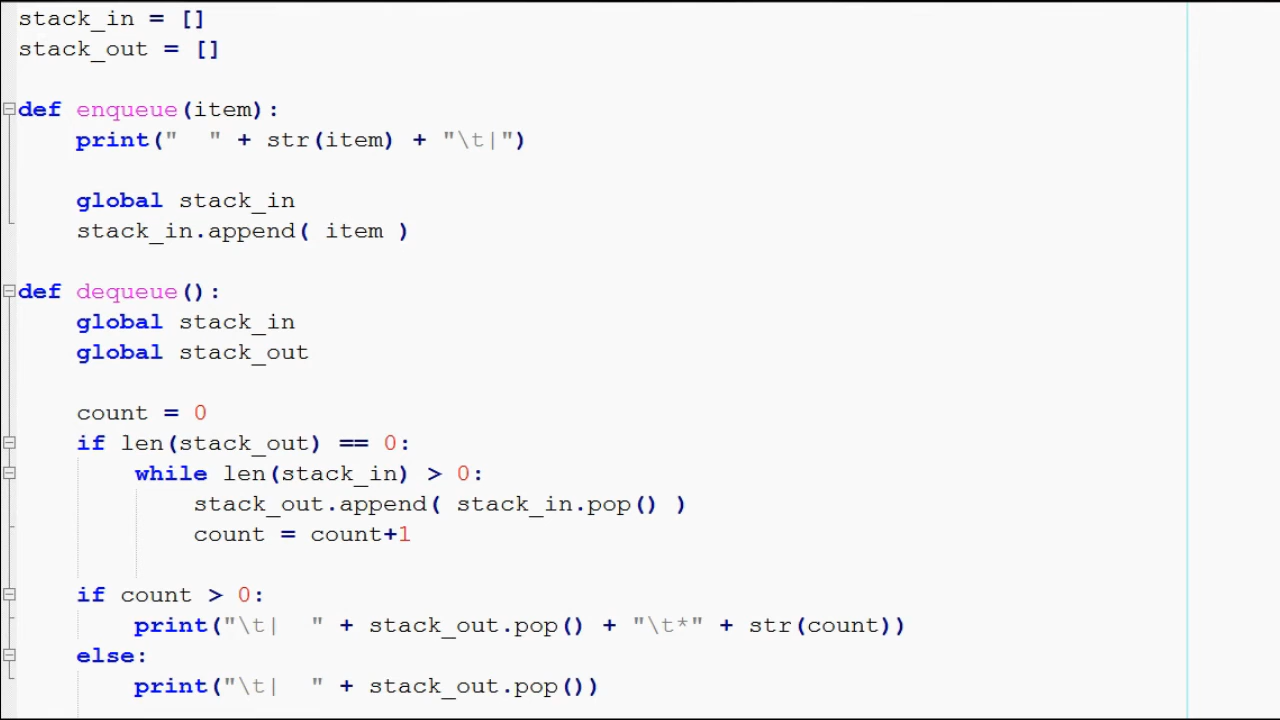 stack_in = []
stack_out = []
def enqueue(item):
    print("  " + str(item) + "\t|")
    global stack_in
    stack_in.append( item )
def dequeue():
    global stack_in
    global stack_out
    count = 0
    if len(stack_out) == 0:
        while len(stack_in) > 0:
            stack_out.append( stack_in.pop() )
            count = count+1
    if count > 0:
        print("\t|  " + stack_out.pop() + "\t*" + str(count))
    else:
        print("\t|  " + stack_out.pop())